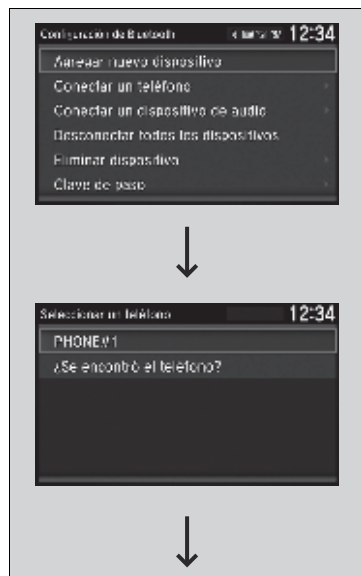 Configuración de Bluetooth 12:34
Agregar nuevo dispositivo
Conectar un teléfono
Conectar un dispositivo de audio
Desconectar todos los dispositivos
Eliminar dispositivo
Clave de paso
Seleccionar un teléfono 12:34
PHONE#1
¿Se encontró el teléfono?